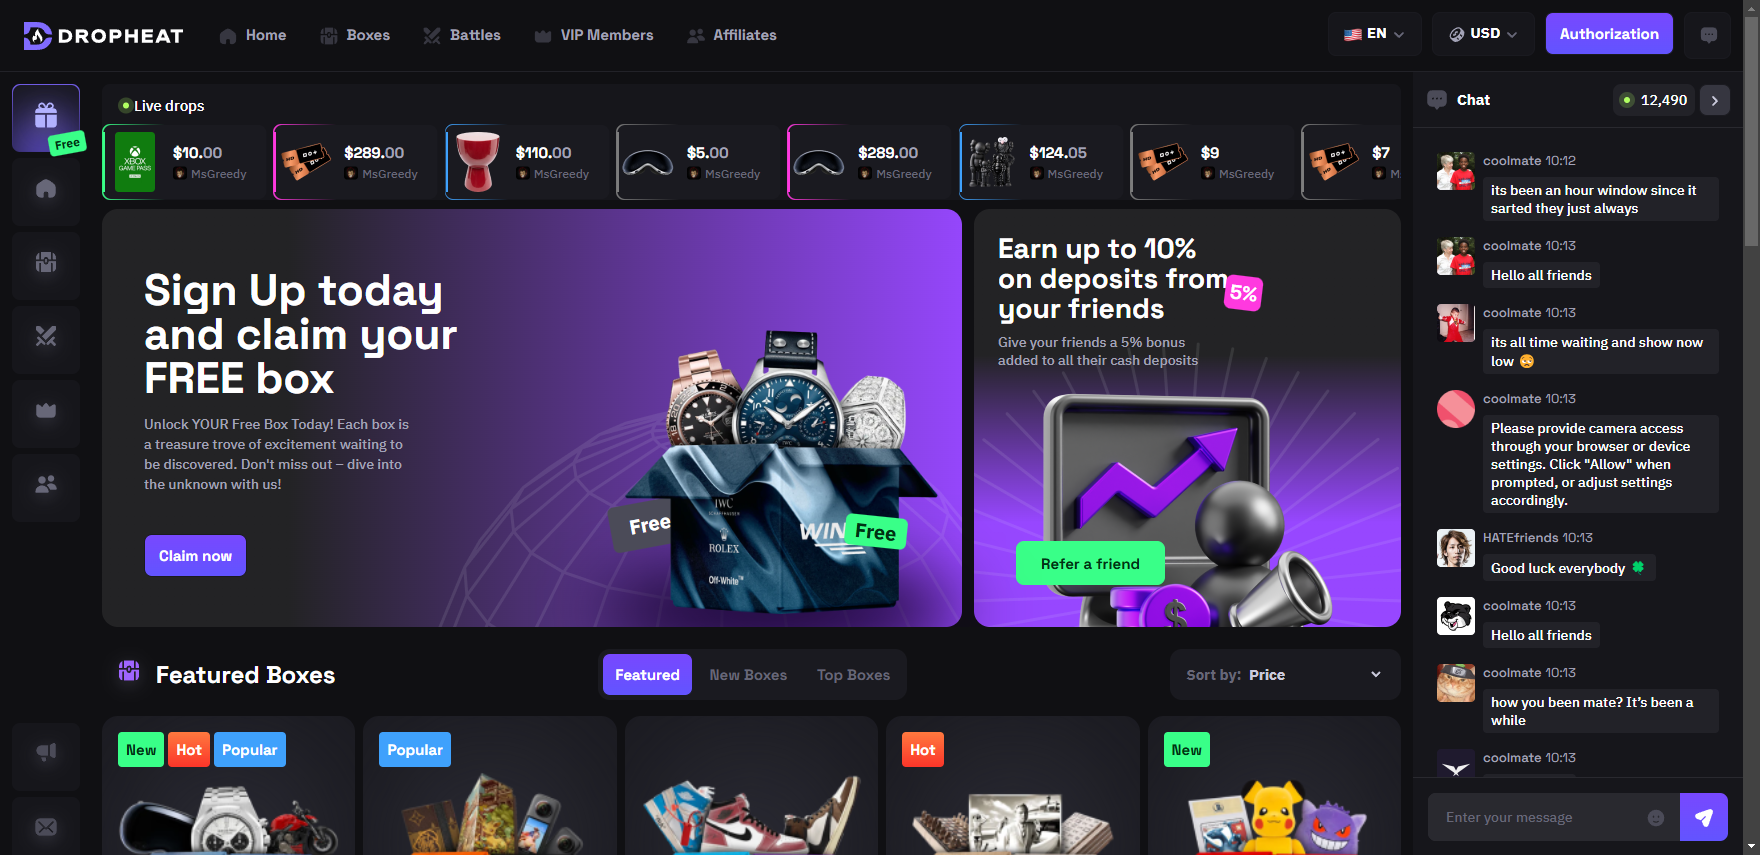 DROPHEAT
Home
Boxes
Battles
VIP Members
Affiliates
EN
USD
Authorization
Free
Live drops
XBOX
GAME PASS
$10.00
MsGreedy
$289.00
MsGreedy
$110.00
MsGreedy
$5.00
MsGreedy
$289.00
MsGreedy
$124.05
MsGreedy
$9
MsGreedy
$7
M
Sign Up today
and claim your
FREE box
Unlock YOUR Free Box Today! Each box is
a treasure trove of excitement waiting to
be discovered. Don't miss out – dive into
the unknown with us!
Claim now
Free
IWC
ROLEX
Off-White™
WIN
Free
Earn up to 10%
on deposits from
your friends
5%
Give your friends a 5% bonus
added to all their cash deposits
Refer a friend
$
Featured Boxes
Featured
New Boxes
Top Boxes
Sort by: Price
New
Hot
Popular
Popular
Hot
New
Chat
12,490
coolmate 10:12
its been an hour window since it
sarted they just always
coolmate 10:13
Hello all friends
coolmate 10:13
its all time waiting and show now
low 😨
coolmate 10:13
Please provide camera access
through your browser or device
settings. Click "Allow" when
prompted, or adjust settings
accordingly.
HATEfriends 10:13
Good luck everybody 🍀
coolmate 10:13
Hello all friends
coolmate 10:13
how you been mate? It's been a
while
coolmate 10:13
Enter your message